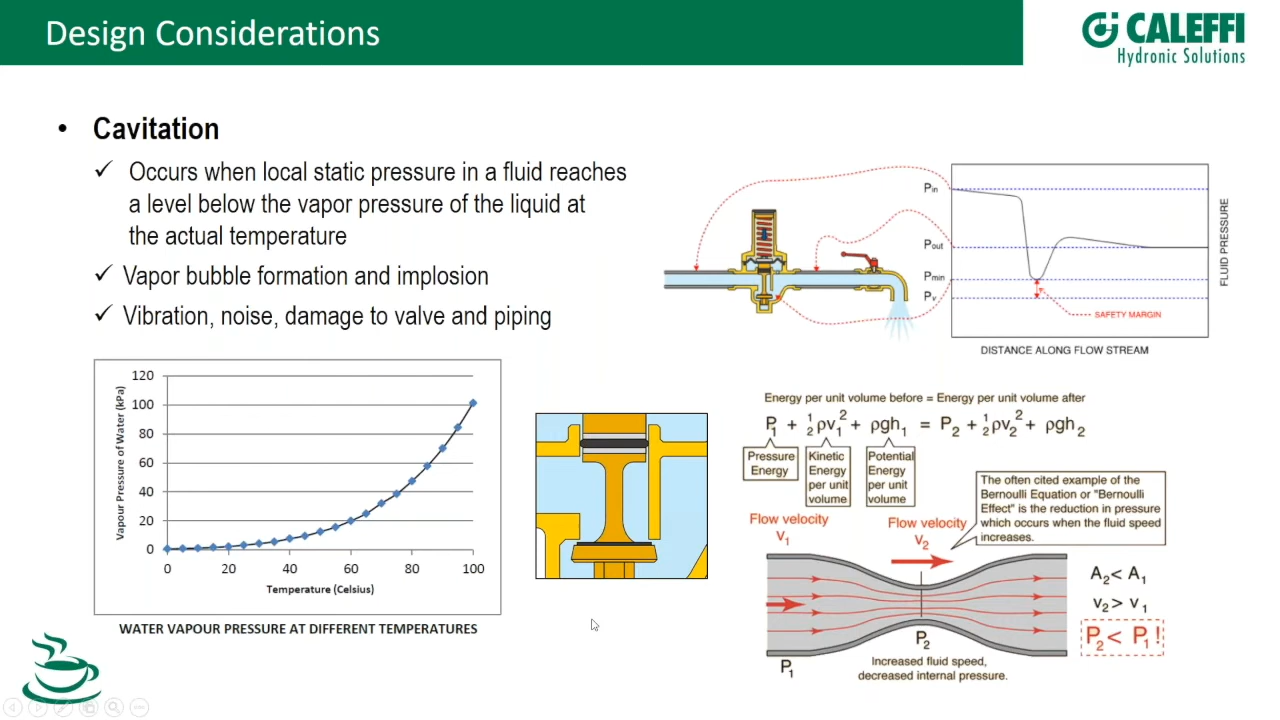 Design Considerations
CALEFFI
Hydronic Solutions
• Cavitation
✓ Occurs when local static pressure in a fluid reaches
a level below the vapor pressure of the liquid at
the actual temperature
✓ Vapor bubble formation and implosion
✓ Vibration, noise, damage to valve and piping
Pin
Pout
Pmin
Pv
SAFETY MARGIN
FLUID PRESSURE
DISTANCE ALONG FLOW STREAM
Vapour Pressure of Water (kPa)
120
100
80
60
40
20
0
0 20 40 60 80 100
Temperature (Celsius)
WATER VAPOUR PRESSURE AT DIFFERENT TEMPERATURES
Energy per unit volume before = Energy per unit volume after
P₁ + ½ρv₁² + ρgh₁ = P₂ + ½ρv₂² + ρgh₂
Pressure
Energy
Kinetic
Energy
per unit
volume
Potential
Energy
per unit
volume
The often cited example of the
Bernoulli Equation or "Bernoulli
Effect" is the reduction in pressure
which occurs when the fluid speed
increases.
Flow velocity
v₁
Flow velocity
v₂
A₂< A₁
v₂> v₁
P₂< P₁!
P₂
P₁
Increased fluid speed,
decreased internal pressure.